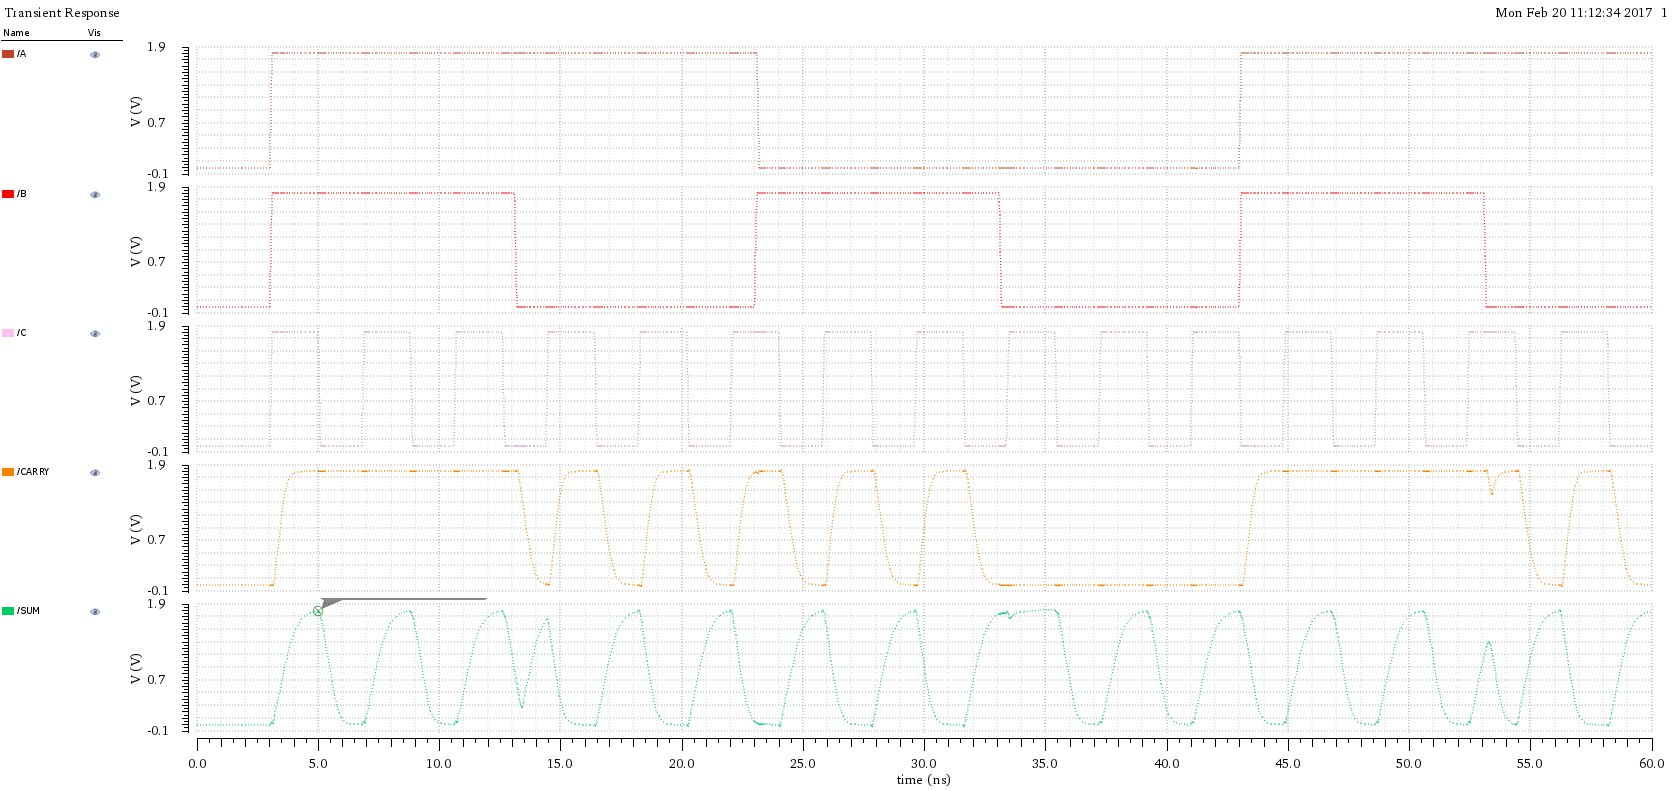 Transient Response
Mon Feb 20 11:12:34 2017 1
Name Vis
/A
1.9
V (V)
0.7
-0.1
/B
1.9
V (V)
0.7
-0.1
/C
1.9
V (V)
0.7
-0.1
/CARRY
1.9
V (V)
0.7
-0.1
/SUM
1.9
V (V)
0.7
-0.1
0.0 5.0 10.0 15.0 20.0 25.0 30.0 35.0 40.0 45.0 50.0 55.0 60.0
time (ns)